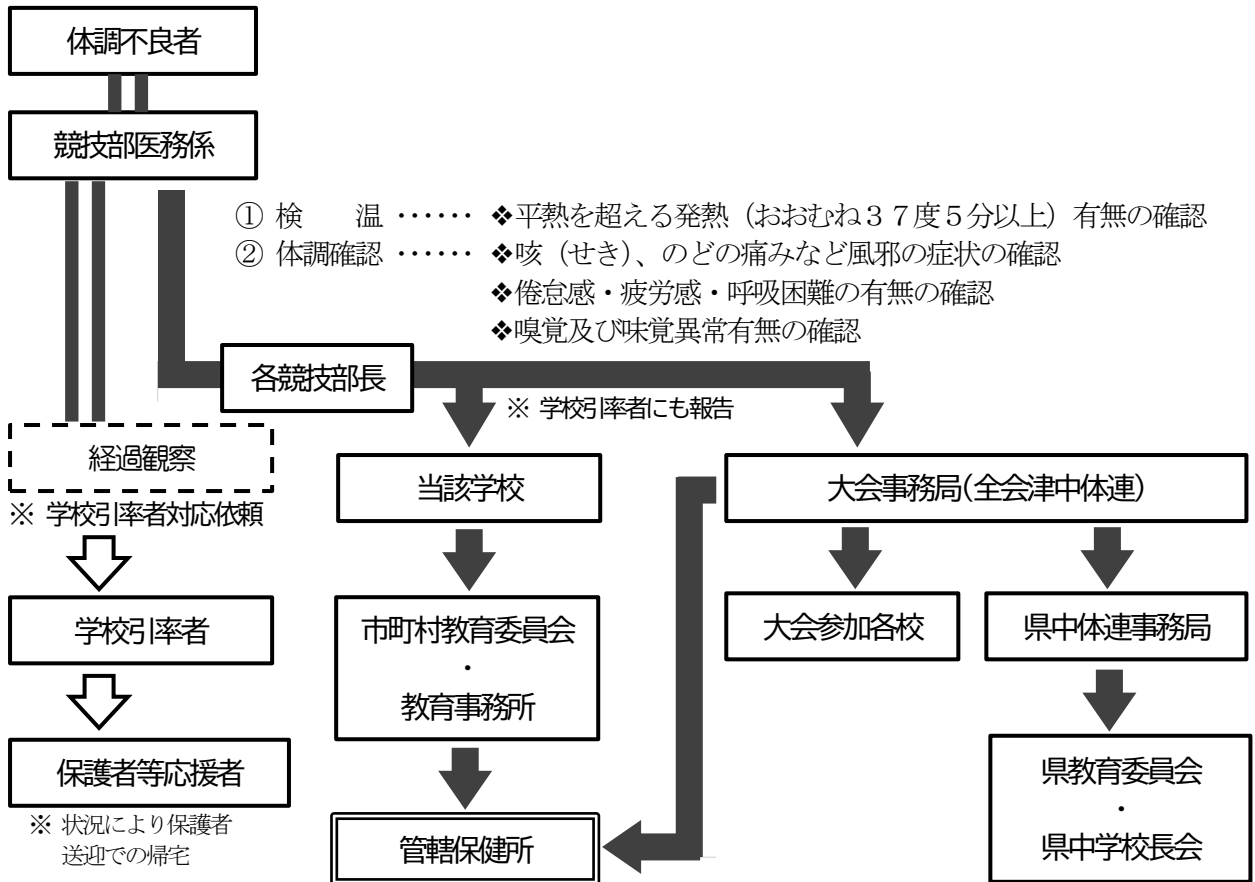 体調不良者
競技部医務係
① 検　　温 …… ❖平熱を超える発熱（おおむね３７度５分以上）有無の確認
② 体調確認 …… ❖咳（せき）、のどの痛みなど風邪の症状の確認
❖倦怠感・疲労感・呼吸困難の有無の確認
❖嗅覚及び味覚異常有無の確認
各競技部長
※ 学校引率者にも報告
経過観察
※ 学校引率者対応依頼
当該学校
大会事務局(全会津中体連)
学校引率者
市町村教育委員会
・
教育事務所
大会参加各校
県中体連事務局
保護者等応援者
※ 状況により保護者
送迎での帰宅
管轄保健所
県教育委員会
・
県中学校長会